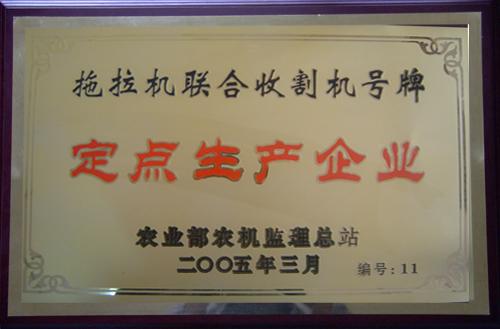 拖拉机联合收割机号牌
定点生产企业
农业部农机监理总站
二〇〇五年三月
编号:11